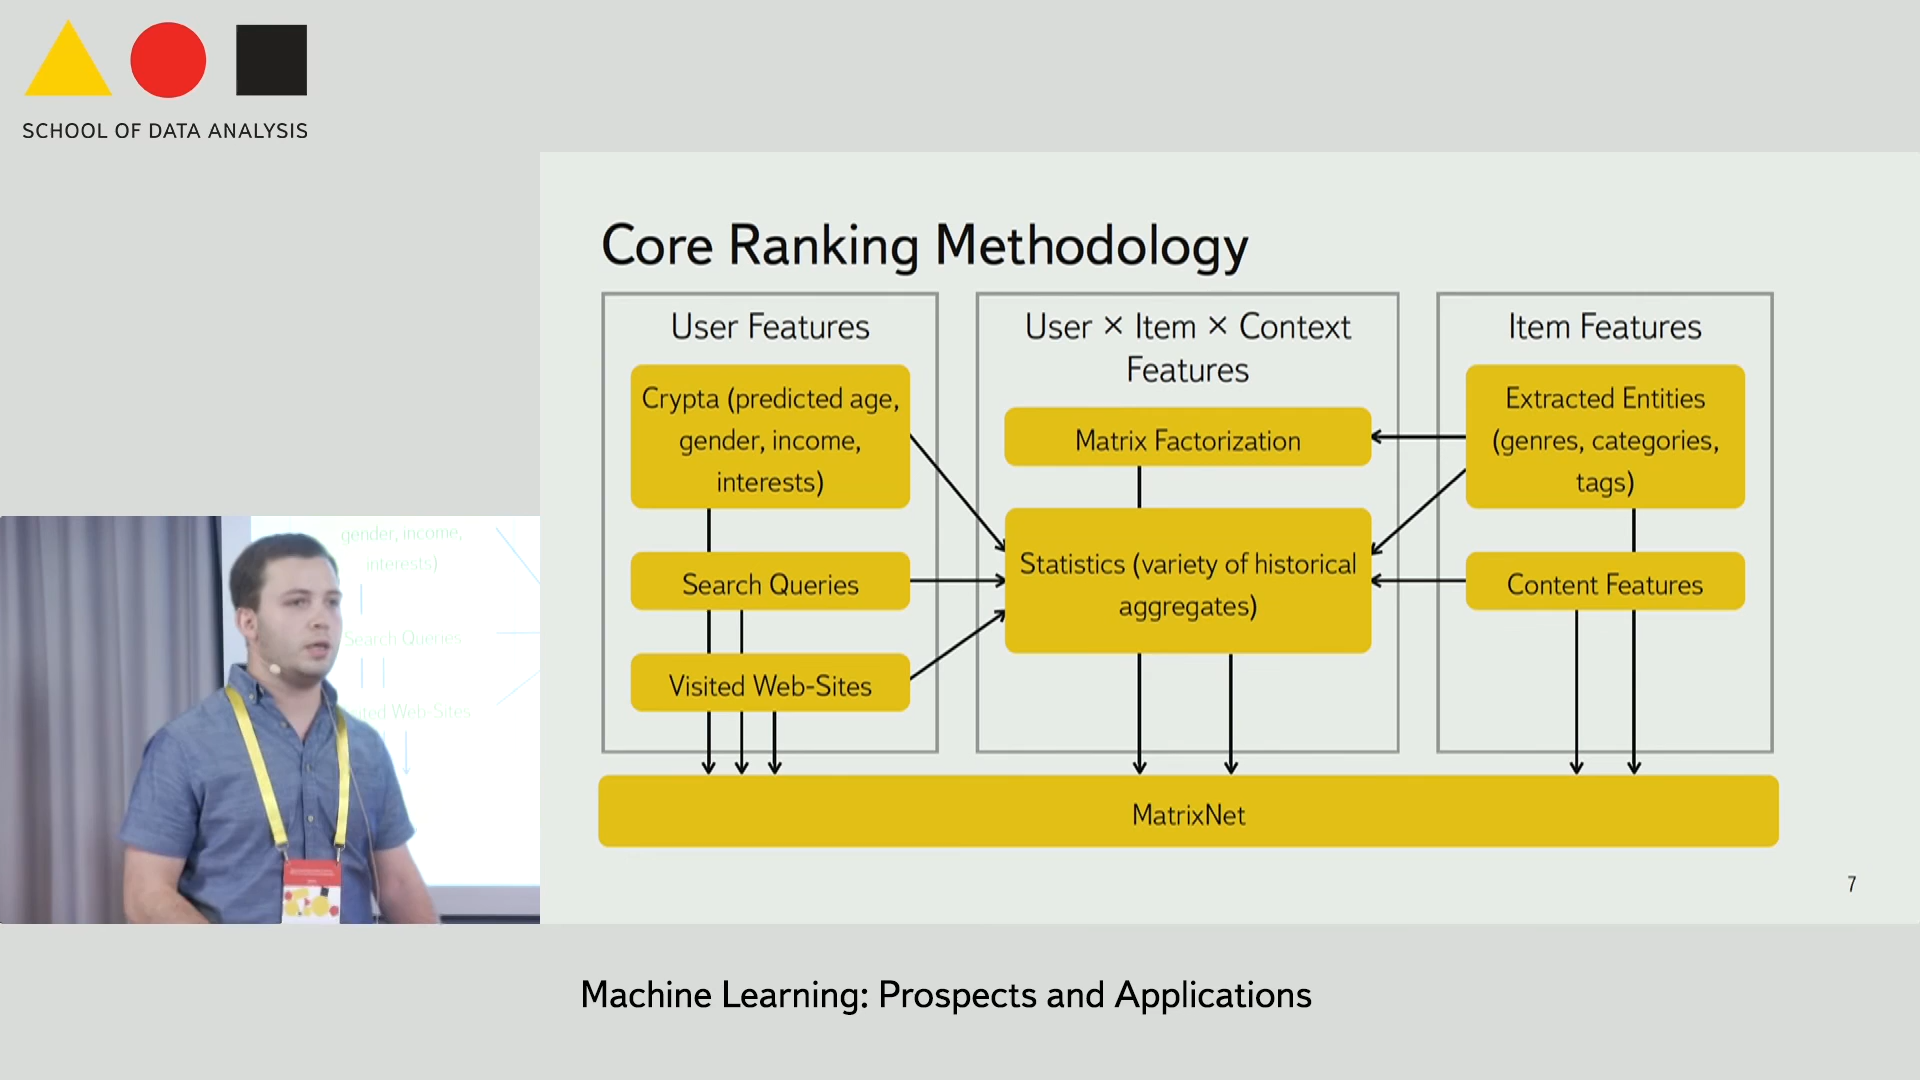 SCHOOL OF DATA ANALYSIS
Core Ranking Methodology
User Features
Crypta (predicted age,
gender, income,
interests)
Search Queries
Visited Web-Sites
User × Item × Context
Features
Matrix Factorization
Statistics (variety of historical
aggregates)
Item Features
Extracted Entities
(genres, categories,
tags)
Content Features
MatrixNet
7
gender, income,
interests)
Search Queries
Web-Sites
Machine Learning: Prospects and Applications